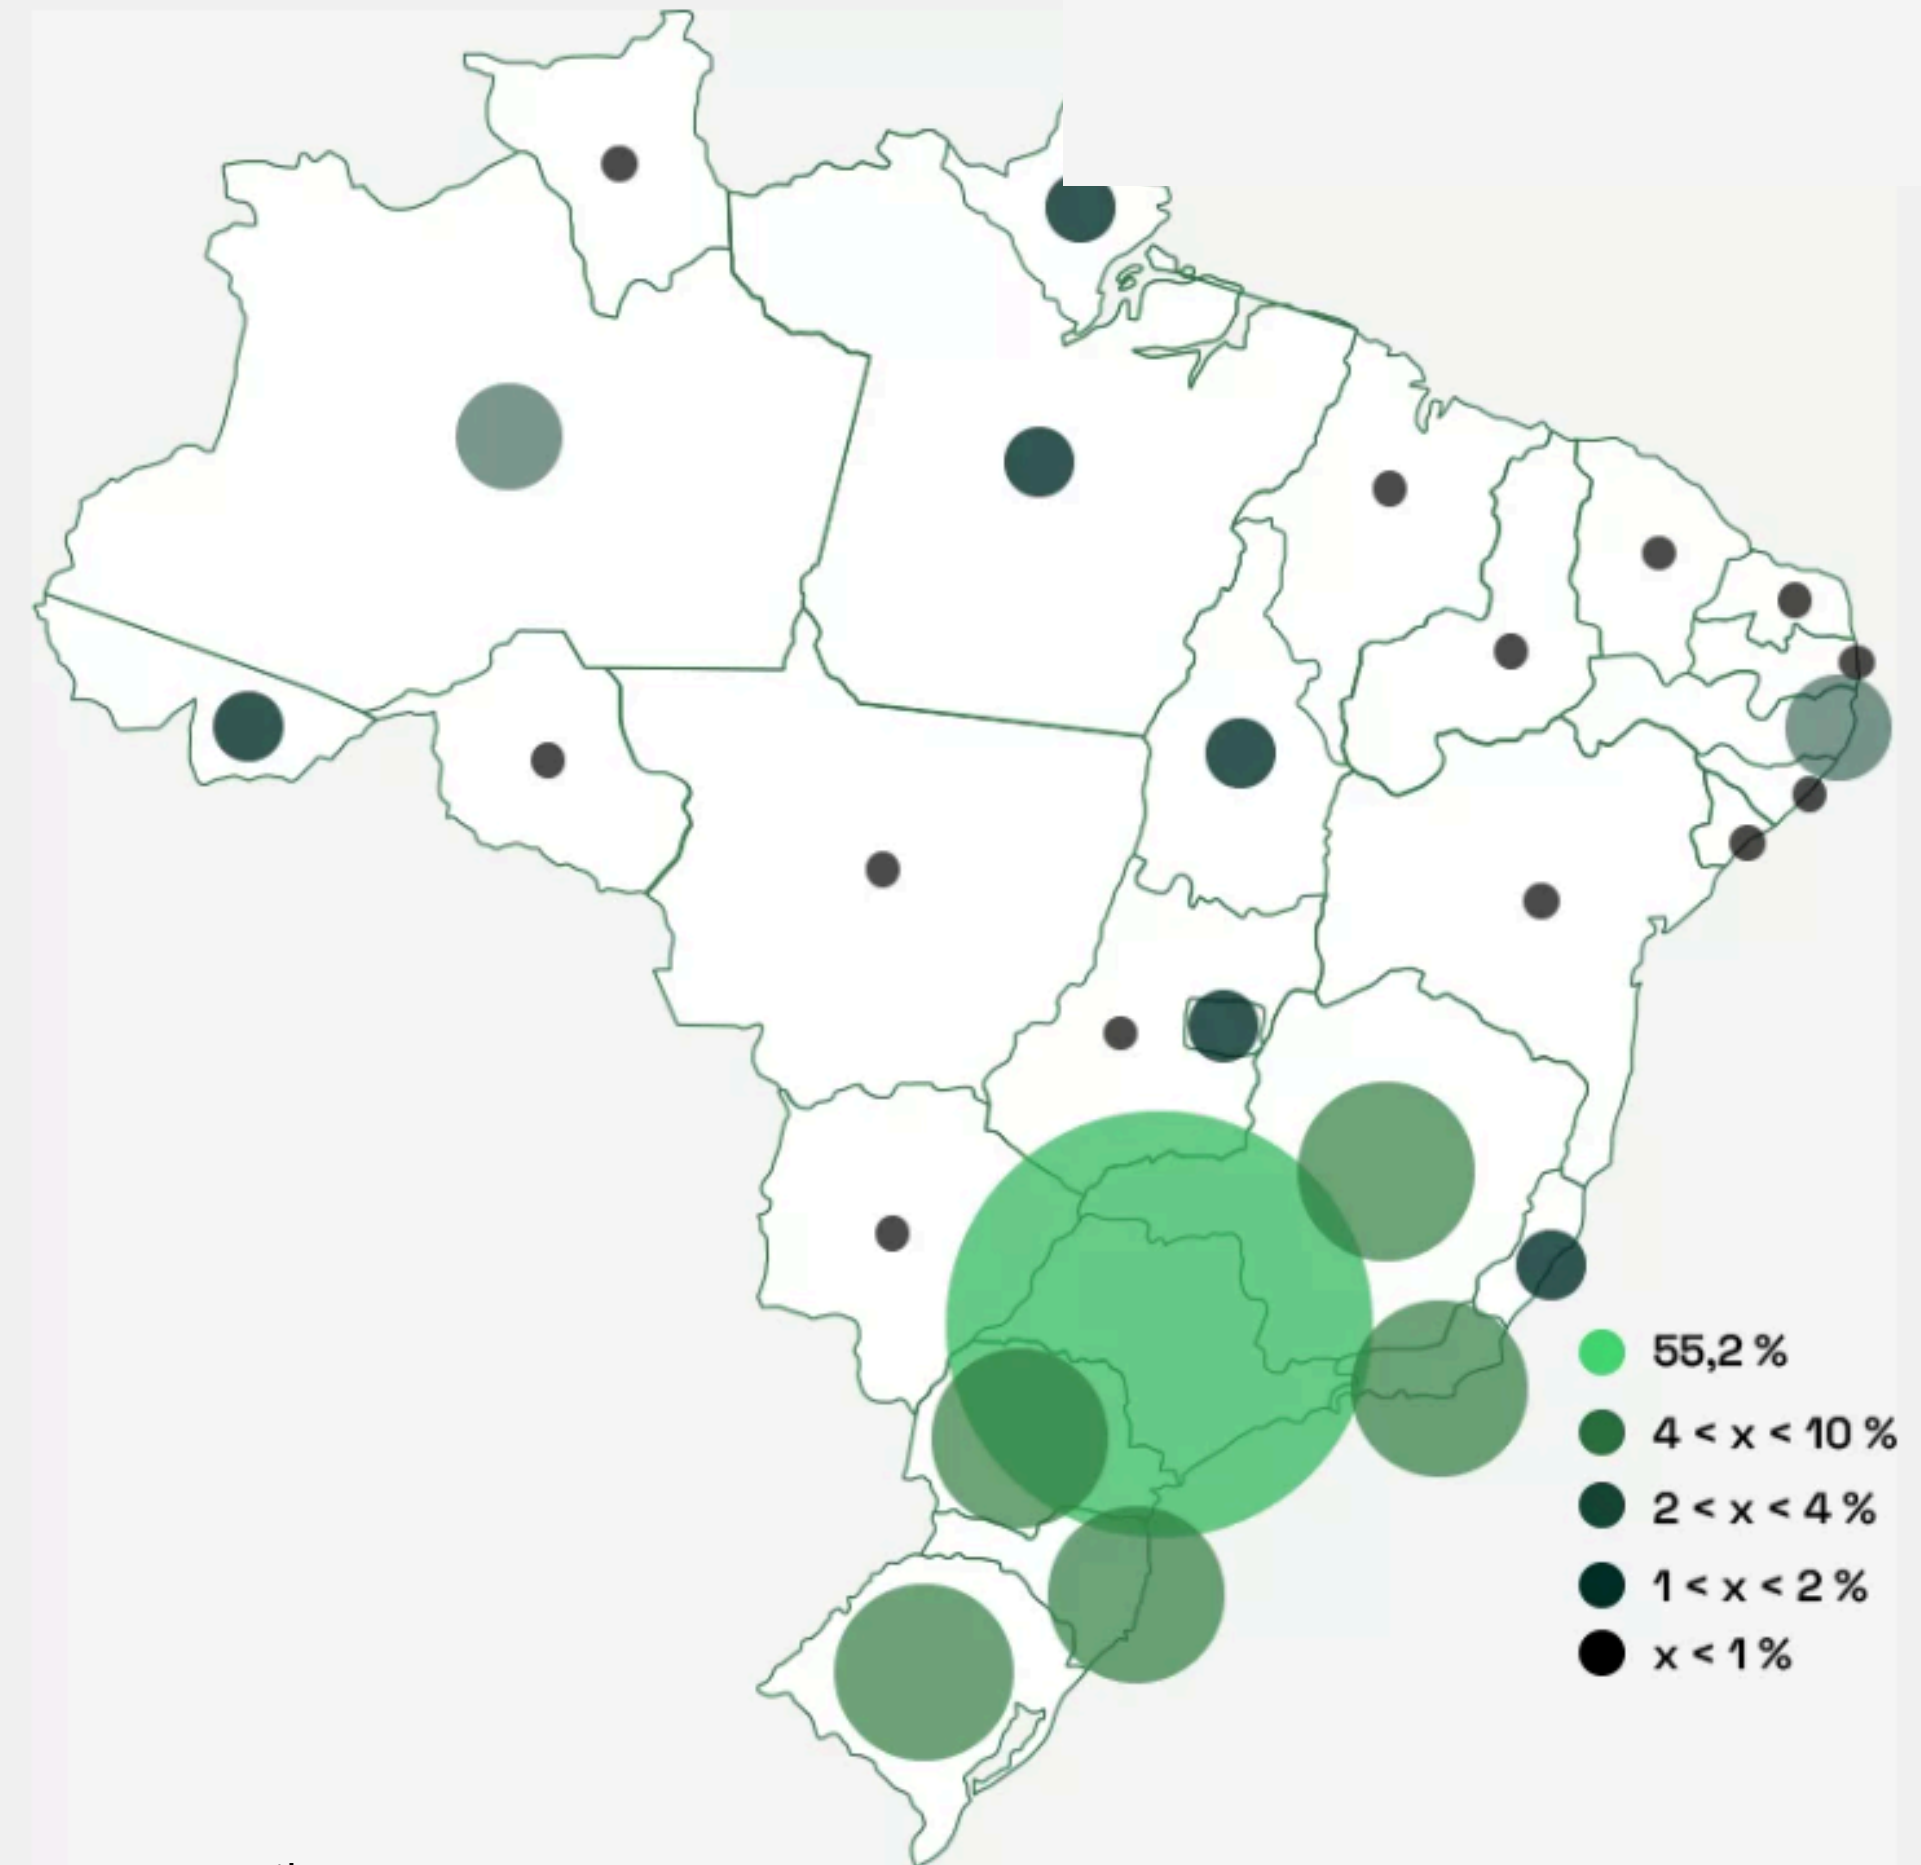 55,2 %
4 < x < 10 %
2 < x < 4 %
1 < x < 2 %
x < 1 %